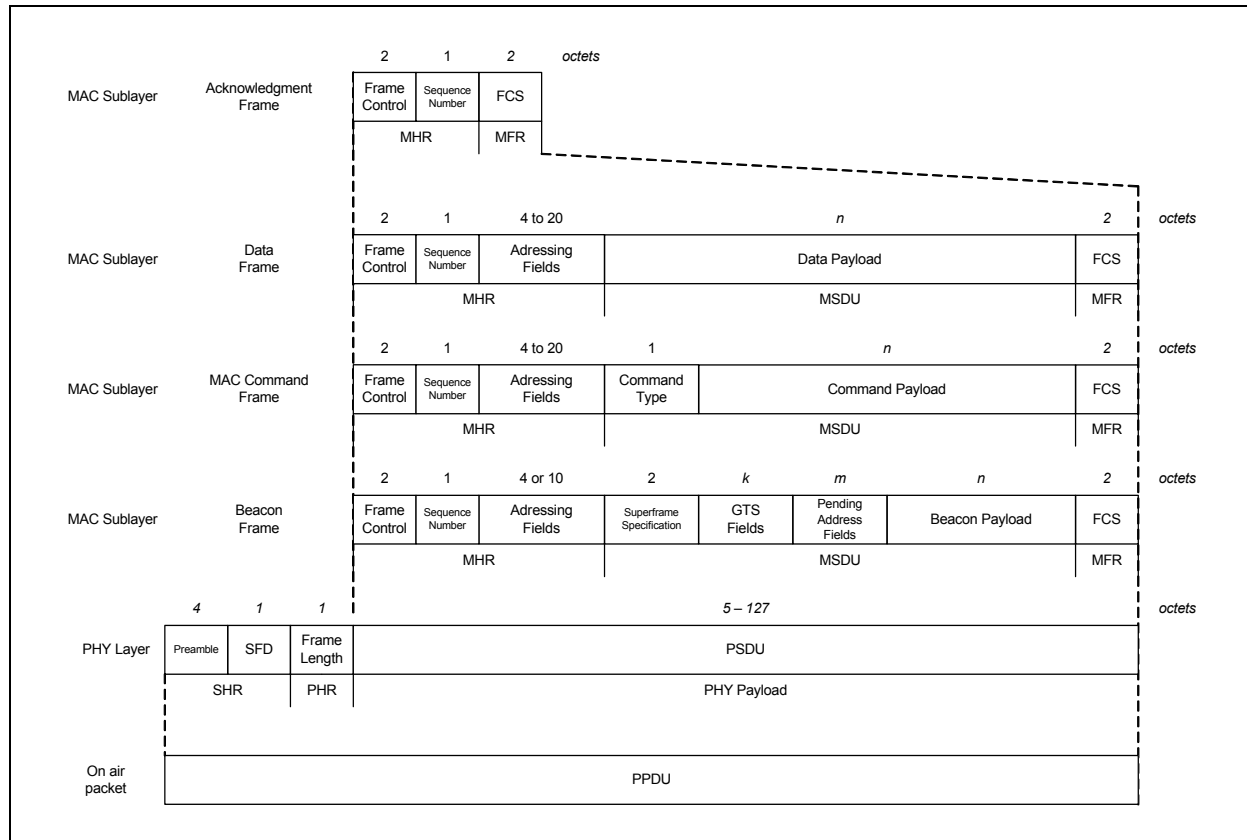 2 1 2 octets
MAC Sublayer Acknowledgment Frame Frame Control Sequence Number FCS
MHR MFR
2 1 4 to 20 n 2 octets
MAC Sublayer Data Frame Frame Control Sequence Number Adressing Fields Data Payload FCS
MHR MSDU MFR
2 1 4 to 20 1 n 2 octets
MAC Sublayer MAC Command Frame Frame Control Sequence Number Adressing Fields Command Type Command Payload FCS
MHR MSDU MFR
2 1 4 or 10 2 k m n 2 octets
MAC Sublayer Beacon Frame Frame Control Sequence Number Adressing Fields Superframe Specification GTS Fields Pending Address Fields Beacon Payload FCS
MHR MSDU MFR
4 1 1 5 – 127 octets
PHY Layer Preamble SFD Frame Length PSDU
SHR PHR PHY Payload
On air packet PPDU